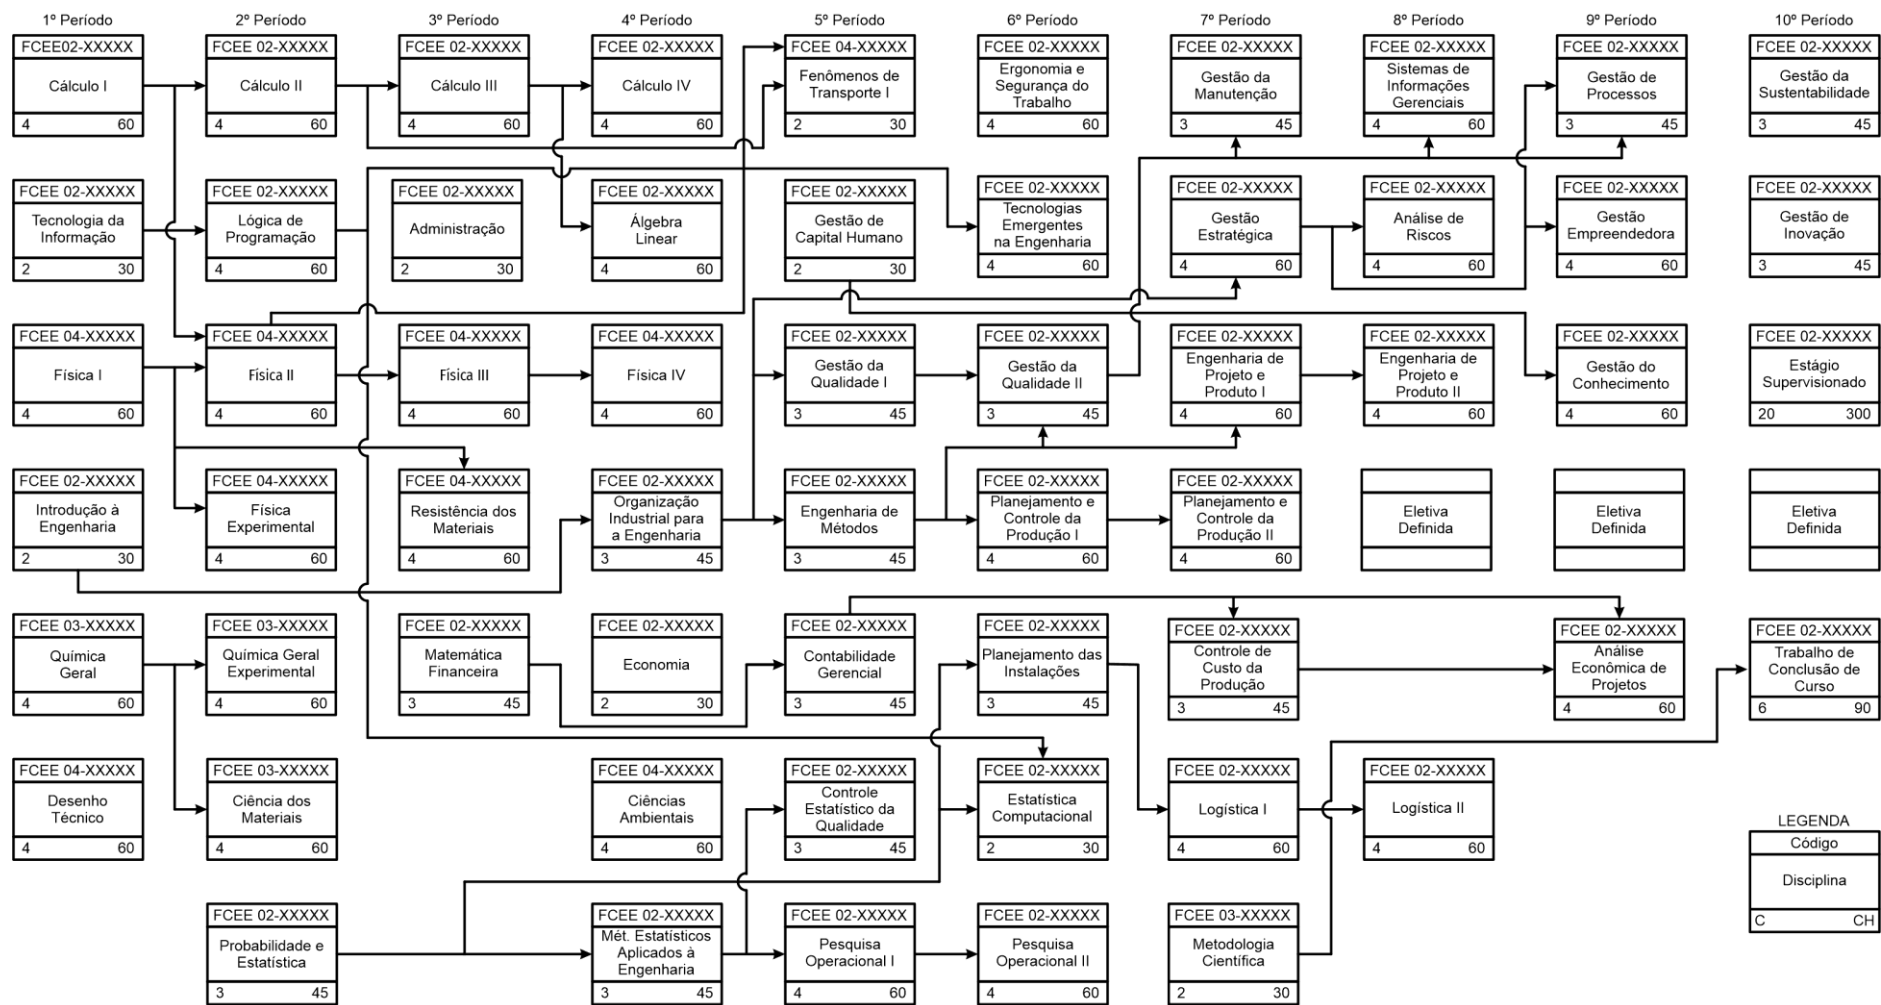 1º Período
2º Período
3º Período
4º Período
5º Período
6º Período
7º Período
8º Período
9º Período
10º Período
FCEE02-XXXXX
Cálculo I
4 60
FCEE 02-XXXXX
Cálculo II
4 60
FCEE 02-XXXXX
Cálculo III
4 60
FCEE 02-XXXXX
Cálculo IV
4 60
FCEE 04-XXXXX
Fenômenos de
Transporte I
2 30
FCEE 02-XXXXX
Ergonomia e
Segurança do
Trabalho
4 60
FCEE 02-XXXXX
Gestão da
Manutenção
3 45
FCEE 02-XXXXX
Sistemas de
Informações
Gerenciais
4 60
FCEE 02-XXXXX
Gestão de
Processos
3 45
FCEE 02-XXXXX
Gestão da
Sustentabilidade
3 45
FCEE 02-XXXXX
Tecnologia da
Informação
2 30
FCEE 02-XXXXX
Lógica de
Programação
4 60
FCEE 02-XXXXX
Administração
2 30
FCEE 02-XXXXX
Álgebra
Linear
4 60
FCEE 02-XXXXX
Gestão de
Capital Humano
2 30
FCEE 02-XXXXX
Tecnologias
Emergentes
na Engenharia
4 60
FCEE 02-XXXXX
Gestão
Estratégica
4 60
FCEE 02-XXXXX
Análise de
Riscos
4 60
FCEE 02-XXXXX
Gestão
Empreendedora
4 60
FCEE 02-XXXXX
Gestão de
Inovação
3 45
FCEE 04-XXXXX
Física I
4 60
FCEE 04-XXXXX
Física II
4 60
FCEE 04-XXXXX
Física III
4 60
FCEE 04-XXXXX
Física IV
4 60
FCEE 02-XXXXX
Gestão da
Qualidade I
3 45
FCEE 02-XXXXX
Gestão da
Qualidade II
3 45
FCEE 02-XXXXX
Engenharia de
Projeto e
Produto I
4 60
FCEE 02-XXXXX
Engenharia de
Projeto e
Produto II
4 60
FCEE 02-XXXXX
Gestão do
Conhecimento
4 60
FCEE 02-XXXXX
Estágio
Supervisionado
20 300
FCEE 02-XXXXX
Introdução à
Engenharia
2 30
FCEE 04-XXXXX
Física
Experimental
4 60
FCEE 04-XXXXX
Resistência dos
Materiais
4 60
FCEE 02-XXXXX
Organização
Industrial para
a Engenharia
3 45
FCEE 02-XXXXX
Engenharia de
Métodos
3 45
FCEE 02-XXXXX
Planejamento e
Controle da
Produção I
4 60
FCEE 02-XXXXX
Planejamento e
Controle da
Produção II
4 60
Eletiva
Definida
Eletiva
Definida
Eletiva
Definida
FCEE 03-XXXXX
Química
Geral
4 60
FCEE 03-XXXXX
Química Geral
Experimental
4 60
FCEE 02-XXXXX
Matemática
Financeira
3 45
FCEE 02-XXXXX
Economia
2 30
FCEE 02-XXXXX
Contabilidade
Gerencial
3 45
FCEE 02-XXXXX
Planejamento das
Instalações
3 45
FCEE 02-XXXXX
Controle de
Custo da
Produção
3 45
FCEE 02-XXXXX
Análise
Econômica de
Projetos
4 60
FCEE 02-XXXXX
Trabalho de
Conclusão de
Curso
6 90
FCEE 04-XXXXX
Desenho
Técnico
4 60
FCEE 03-XXXXX
Ciência dos
Materiais
4 60
FCEE 04-XXXXX
Ciências
Ambientais
4 60
FCEE 02-XXXXX
Controle
Estatístico da
Qualidade
3 45
FCEE 02-XXXXX
Estatística
Computacional
2 30
FCEE 02-XXXXX
Logística I
4 60
FCEE 02-XXXXX
Logística II
4 60
LEGENDA
Código
Disciplina
C CH
FCEE 02-XXXXX
Probabilidade e
Estatística
3 45
FCEE 02-XXXXX
Mét. Estatísticos
Aplicados à
Engenharia
3 45
FCEE 02-XXXXX
Pesquisa
Operacional I
4 60
FCEE 02-XXXXX
Pesquisa
Operacional II
4 60
FCEE 03-XXXXX
Metodologia
Científica
2 30